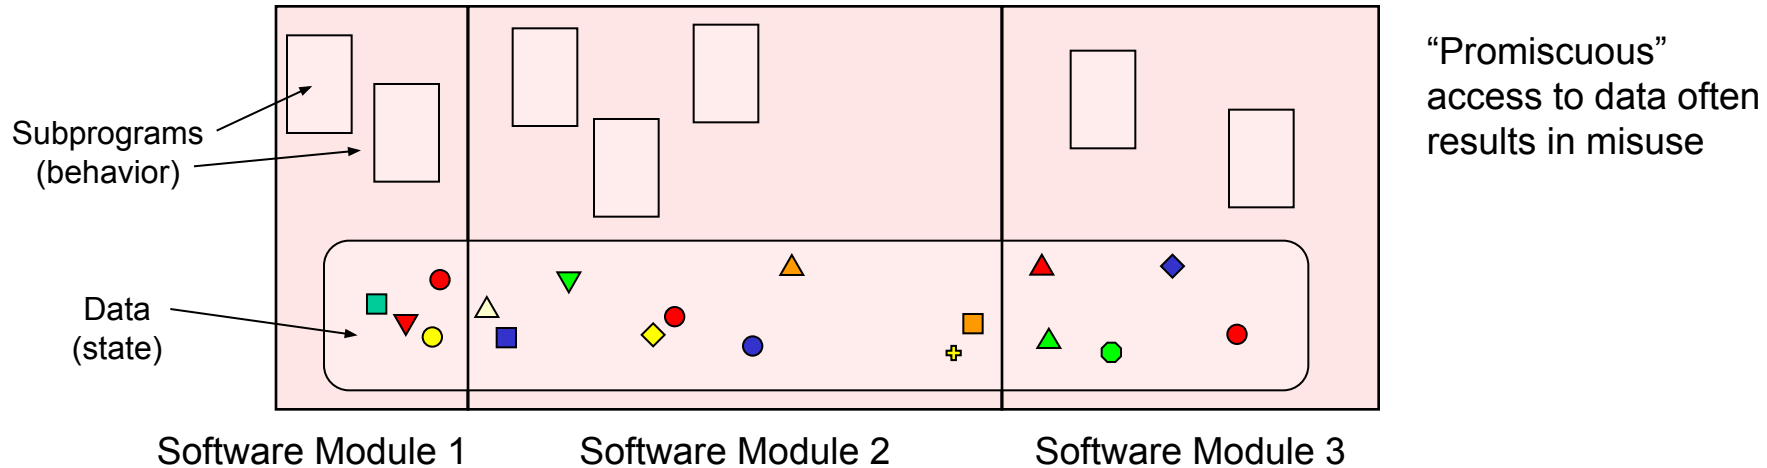 Subprograms
(behavior)
Data
(state)
“Promiscuous”
access to data often
results in misuse
Software Module 1
Software Module 2
Software Module 3